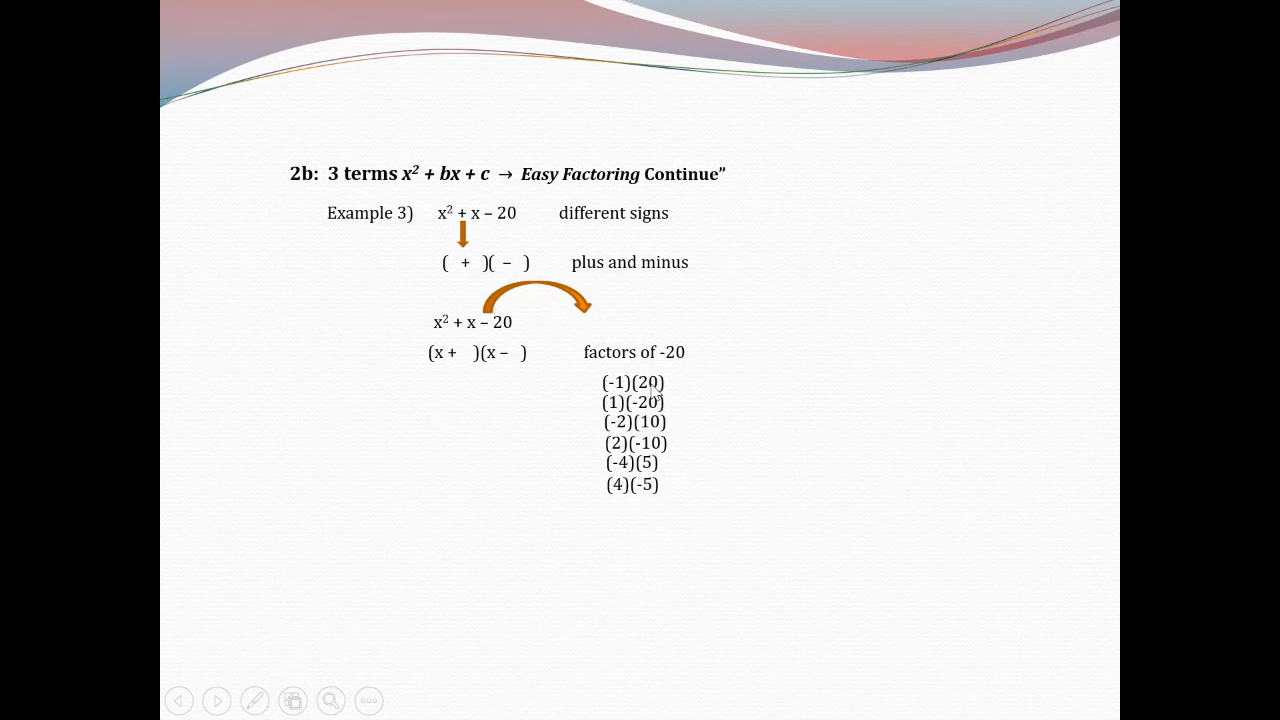 2b: 3 terms x² + bx + c → Easy Factoring Continue”
Example 3) x² + x – 20 different signs
( + )( – ) plus and minus
x² + x – 20
(x + )(x – ) factors of -20
(-1)(20)
(1)(-20)
(-2)(10)
(2)(-10)
(-4)(5)
(4)(-5)